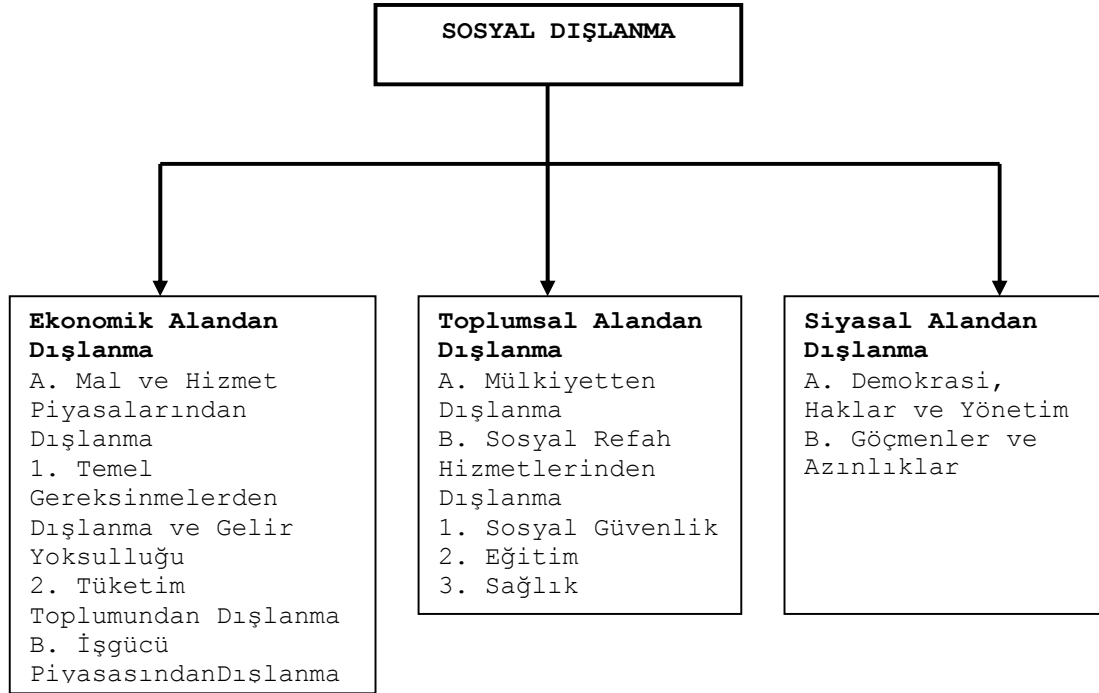 SOSYAL DIŞLANMA
Ekonomik Alandan
Dışlanma
A. Mal ve Hizmet
Piyasalarından
Dışlanma
1. Temel
Gereksinmelerden
Dışlanma ve Gelir
Yoksulluğu
2. Tüketim
Toplumundan Dışlanma
B. İşgücü
PiyasasındanDışlanma
Toplumsal Alandan
Dışlanma
A. Mülkiyetten
Dışlanma
B. Sosyal Refah
Hizmetlerinden
Dışlanma
1. Sosyal Güvenlik
2. Eğitim
3. Sağlık
Siyasal Alandan
Dışlanma
A. Demokrasi,
Haklar ve Yönetim
B. Göçmenler ve
Azınlıklar